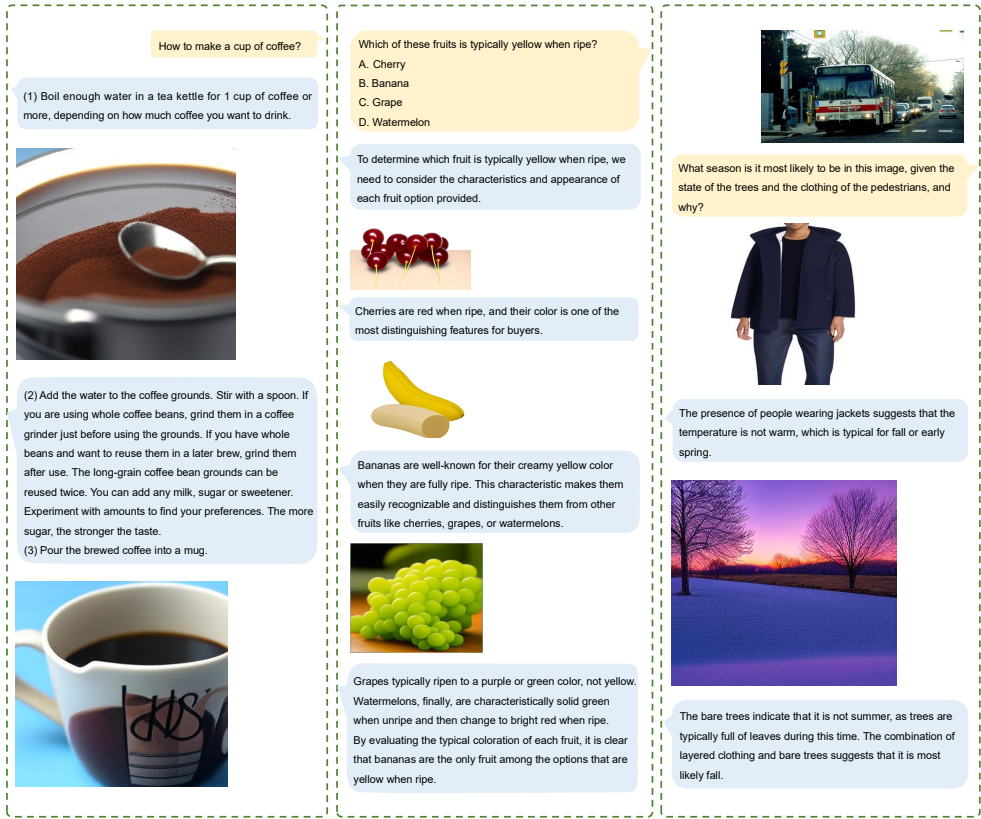 How to make a cup of coffee?
(1) Boil enough water in a tea kettle for 1 cup of coffee or
more, depending on how much coffee you want to drink.
(2) Add the water to the coffee grounds. Stir with a spoon. If
you are using whole coffee beans, grind them in a coffee
grinder just before using the grounds. If you have whole
beans and want to reuse them in a later brew, grind them
after use. The long-grain coffee bean grounds can be
reused twice. You can add any milk, sugar or sweetener.
Experiment with amounts to find your preferences. The more
sugar, the stronger the taste.
(3) Pour the brewed coffee into a mug.
Which of these fruits is typically yellow when ripe?
A. Cherry
B. Banana
C. Grape
D. Watermelon
To determine which fruit is typically yellow when ripe, we
need to consider the characteristics and appearance of
each fruit option provided.
Cherries are red when ripe, and their color is one of the
most distinguishing features for buyers.
Bananas are well-known for their creamy yellow color
when they are fully ripe. This characteristic makes them
easily recognizable and distinguishes them from other
fruits like cherries, grapes, or watermelons.
Grapes typically ripen to a purple or green color, not yellow.
Watermelons, finally, are characteristically solid green
when unripe and then change to bright red when ripe.
By evaluating the typical coloration of each fruit, it is clear
that bananas are the only fruit among the options that are
yellow when ripe.
What season is it most likely to be in this image, given the
state of the trees and the clothing of the pedestrians, and
why?
The presence of people wearing jackets suggests that the
temperature is not warm, which is typical for fall or early
spring.
The bare trees indicate that it is not summer, as trees are
typically full of leaves during this time. The combination of
layered clothing and bare trees suggests that it is most
likely fall.